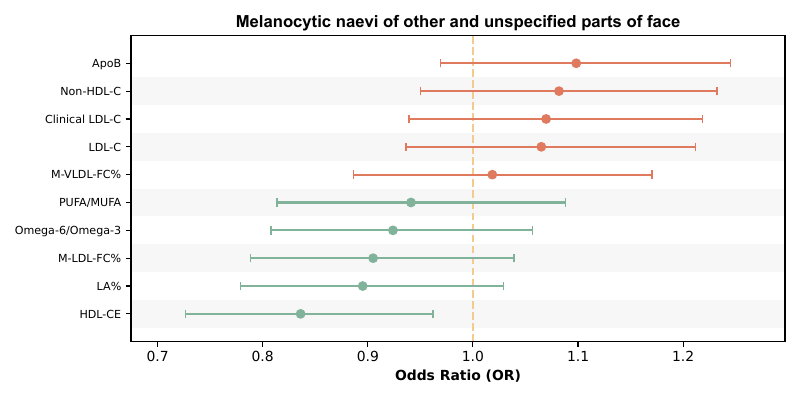 Melanocytic naevi of other and unspecified parts of face
ApoB
Non-HDL-C
Clinical LDL-C
LDL-C
M-VLDL-FC%
PUFA/MUFA
Omega-6/Omega-3
M-LDL-FC%
LA%
HDL-CE
0.7 0.8 0.9 1.0 1.1 1.2
Odds Ratio (OR)